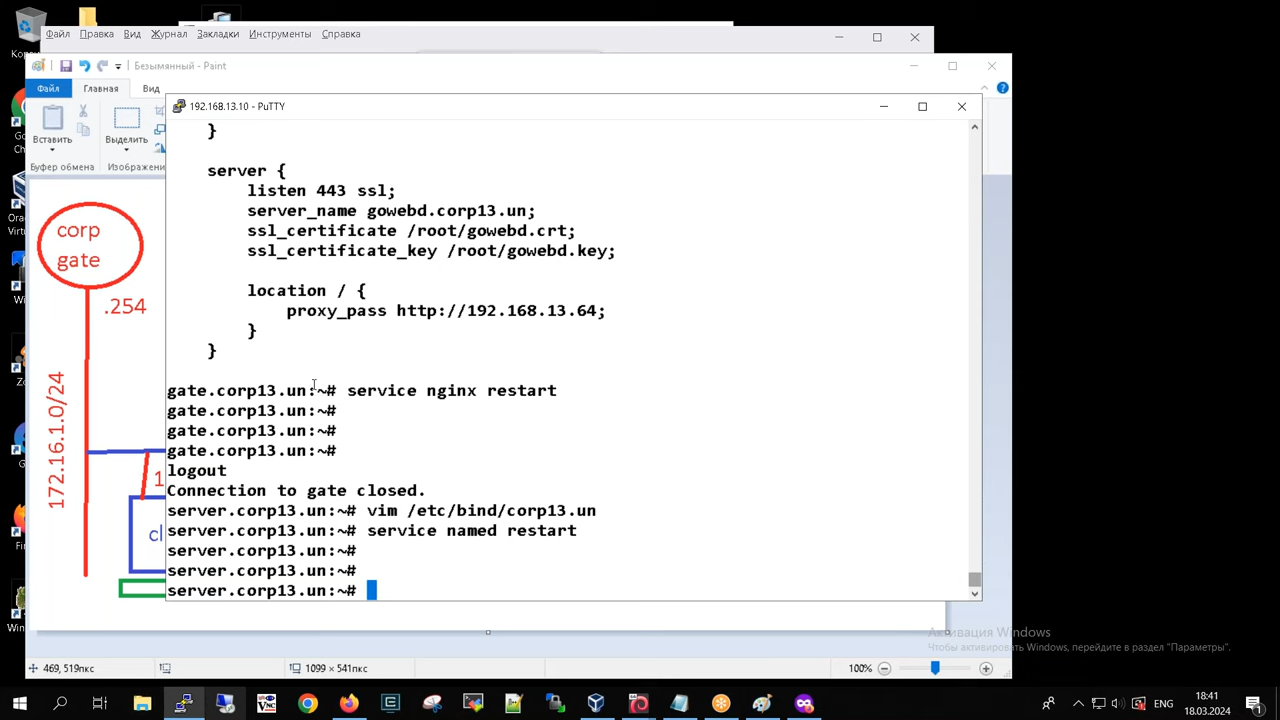 Файл Правка Вид Журнал Закладки Инструменты Справка
Безымянный - Paint
Файл Главная Вид
Вставить
Выделить
Буфер обмена
Изображени
192.168.13.10 - PuTTY
}
server {
listen 443 ssl;
server_name gowebd.corp13.un;
ssl_certificate /root/gowebd.crt;
ssl_certificate_key /root/gowebd.key;
location / {
proxy_pass http://192.168.13.64;
}
}
gate.corp13.un:~# service nginx restart
gate.corp13.un:~#
gate.corp13.un:~#
gate.corp13.un:~#
logout
Connection to gate closed.
server.corp13.un:~# vim /etc/bind/corp13.un
server.corp13.un:~# service named restart
server.corp13.un:~#
server.corp13.un:~#
server.corp13.un:~#
corp
gate
.254
172.16.1.0/24
1
cl
Активация Windows
Чтобы активировать Windows, перейдите в раздел "Параметры".
469, 519пкс
1099 × 541пкс
100%
ENG
18:41
18.03.2024